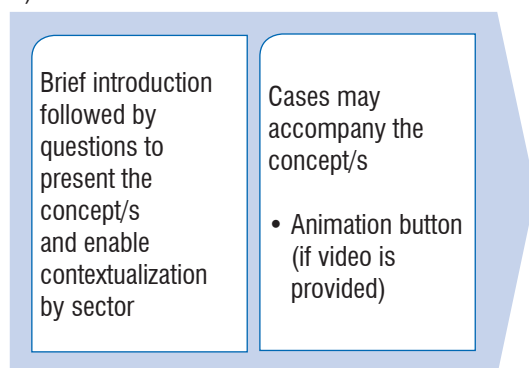 Brief introduction
followed by
questions to
present the
concept/s
and enable
contextualization
by sector
Cases may
accompany the
concept/s
• Animation button
(if video is
provided)